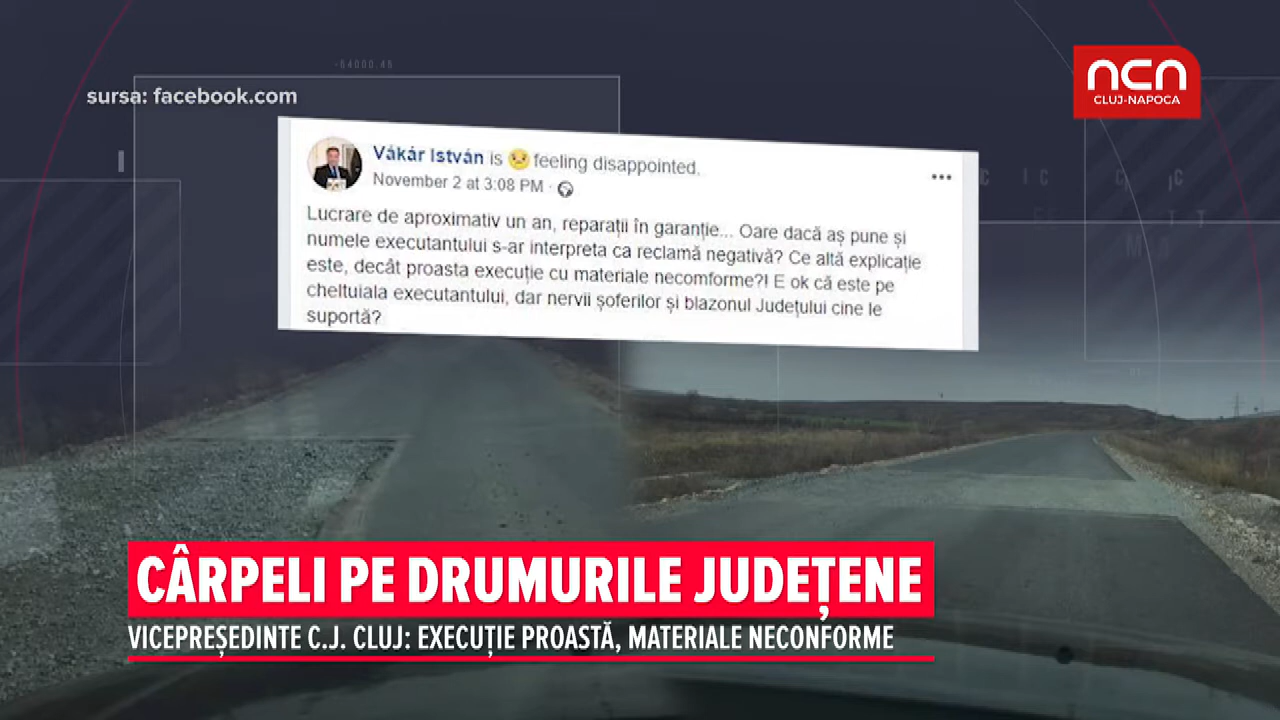 -64000.46
ncn
CLUJ-NAPOCA
sursa: facebook.com
Vákár István is feeling disappointed.
November 2 at 3:08 PM ·
Lucrare de aproximativ un an, reparații în garanție... Oare dacă aș pune și
numele executantului s-ar interpreta ca reclamă negativă? Ce altă explicație
este, decât proasta execuție cu materiale necomforme?! E ok că este pe
cheltuiala executantului, dar nervii șoferilor și blazonul Județului cine le
suportă?
CÂRPELI PE DRUMURILE JUDEȚENE
VICEPREȘEDINTE C.J. CLUJ: EXECUȚIE PROASTĂ, MATERIALE NECONFORME